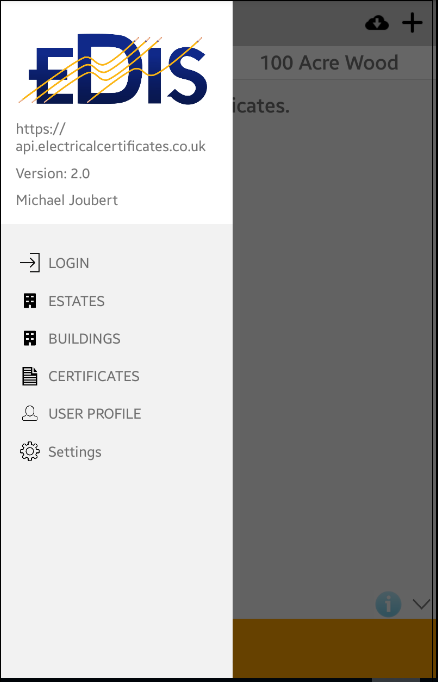 EDIS
https://
api.electricalcertificates.co.uk
Version: 2.0
Michael Joubert
100 Acre Wood
icates.
LOGIN
ESTATES
BUILDINGS
CERTIFICATES
USER PROFILE
Settings
i